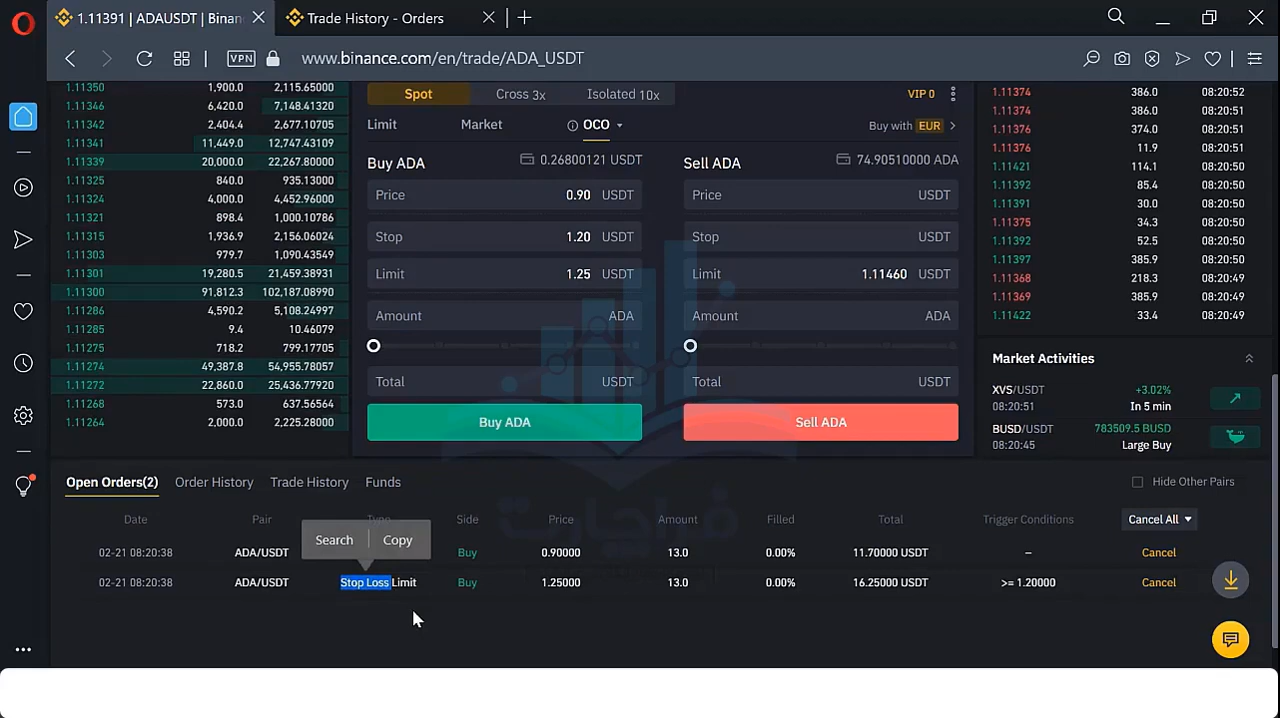 1.11391 | ADAUSDT | Binan
Trade History - Orders
VPN
www.binance.com/en/trade/ADA_USDT
1.11350 1,900.0 2,115.65000
1.11346 6,420.0 7,148.41320
1.11342 2,404.4 2,677.10705
1.11341 11,449.0 12,747.43109
1.11339 20,000.0 22,267.80000
1.11325 840.0 935.13000
1.11324 4,000.0 4,452.96000
1.11321 898.4 1,000.10786
1.11315 1,936.9 2,156.06024
1.11303 979.7 1,090.43549
1.11301 19,280.5 21,459.38931
1.11300 91,812.3 102,187.08990
1.11286 4,590.2 5,108.24997
1.11285 9.4 10.46079
1.11275 718.2 799.17705
1.11274 49,387.8 54,955.78057
1.11272 22,860.0 25,436.77920
1.11268 573.0 637.56564
1.11264 2,000.0 2,225.28000
Spot Cross 3x Isolated 10x VIP 0
Limit Market OCO Buy with EUR
Buy ADA 0.26800121 USDT
Price 0.90 USDT
Stop 1.20 USDT
Limit 1.25 USDT
Amount ADA
Total USDT
Buy ADA
Sell ADA 74.90510000 ADA
Price USDT
Stop USDT
Limit 1.11460 USDT
Amount ADA
Total USDT
Sell ADA
1.11374 386.0 08:20:52
1.11374 386.0 08:20:51
1.11376 374.0 08:20:51
1.11376 11.9 08:20:51
1.11421 114.1 08:20:50
1.11392 85.4 08:20:50
1.11391 30.0 08:20:50
1.11375 34.3 08:20:50
1.11392 52.5 08:20:50
1.11397 385.9 08:20:50
1.11368 218.3 08:20:49
1.11369 385.9 08:20:49
1.11422 33.4 08:20:49
Market Activities
XVS/USDT +3.02%
08:20:51 In 5 min
BUSD/USDT 783509.5 BUSD
08:20:45 Large Buy
Open Orders(2) Order History Trade History Funds Hide Other Pairs
Date Pair Type Side Price Amount Filled Total Trigger Conditions Cancel All
Search Copy
02-21 08:20:38 ADA/USDT Buy 0.90000 13.0 0.00% 11.70000 USDT – Cancel
02-21 08:20:38 ADA/USDT Stop Loss Limit Buy 1.25000 13.0 0.00% 16.25000 USDT >= 1.20000 Cancel
فراچارت